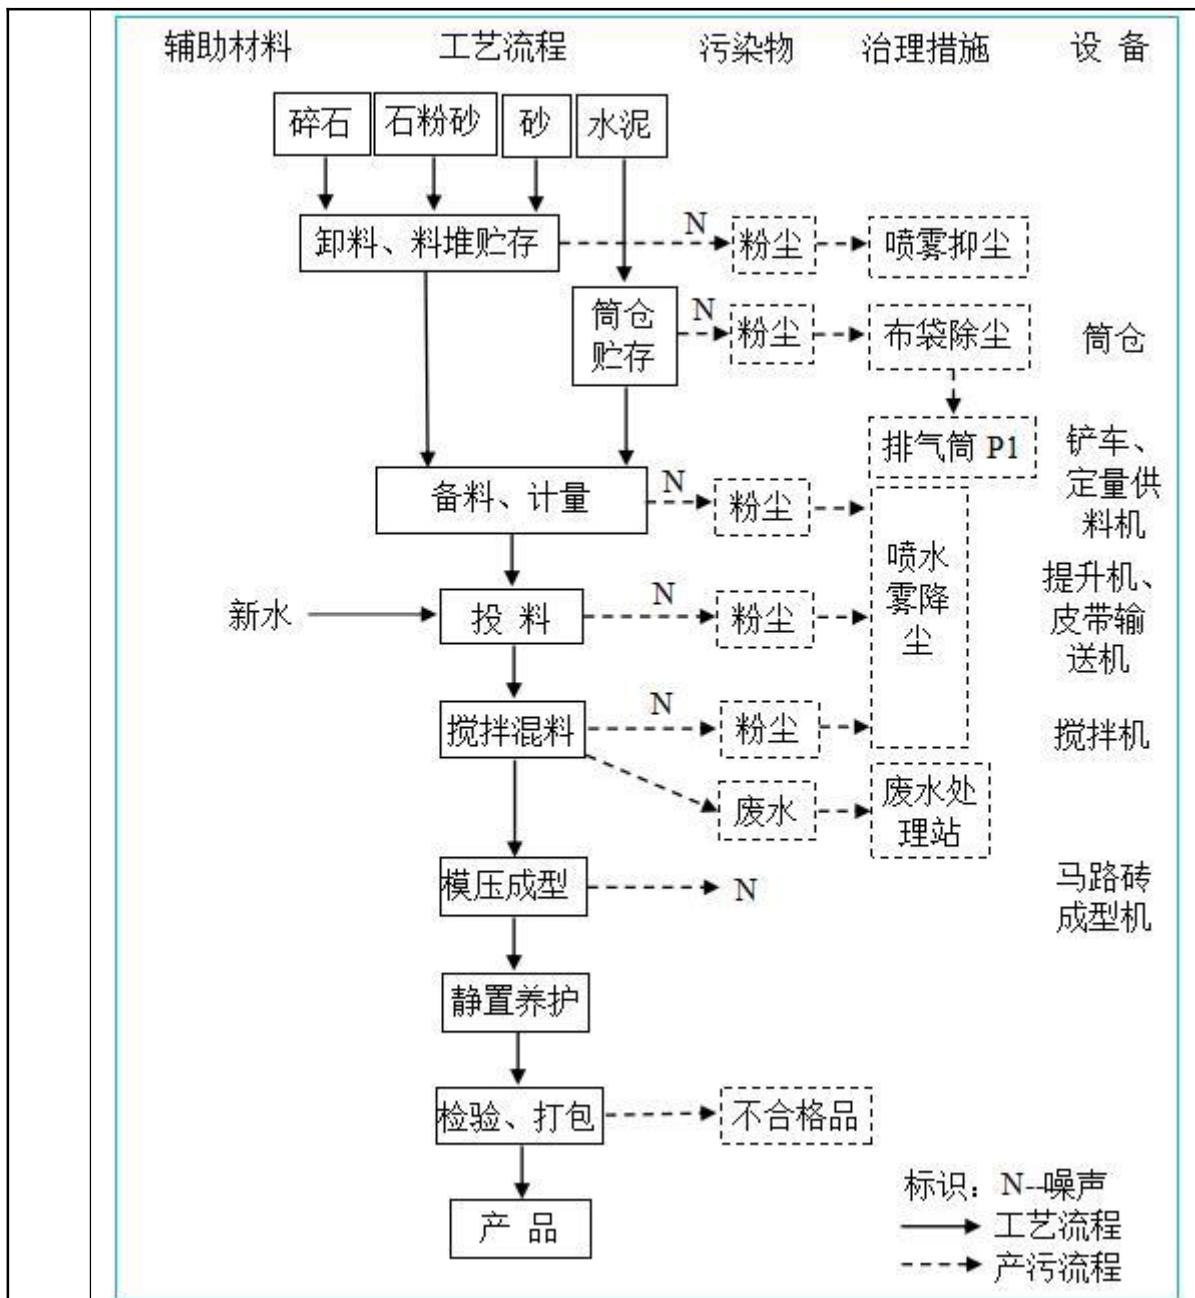 辅助材料 工艺流程 污染物 治理措施 设 备
碎石 石粉砂 砂 水泥
卸料、料堆贮存 N 粉尘 喷雾抑尘
筒仓
贮存 N 粉尘 布袋除尘 筒仓
排气筒 P1
备料、计量 N 粉尘
铲车、
定量供
料机
喷水
雾降
尘
新水 投 料 N 粉尘
提升机、
皮带输
送机
搅拌混料 N 粉尘 搅拌机
废水
废水处
理站
模压成型 N
马路砖
成型机
静置养护
检验、打包 不合格品
产 品
标识：N--噪声
工艺流程
产污流程